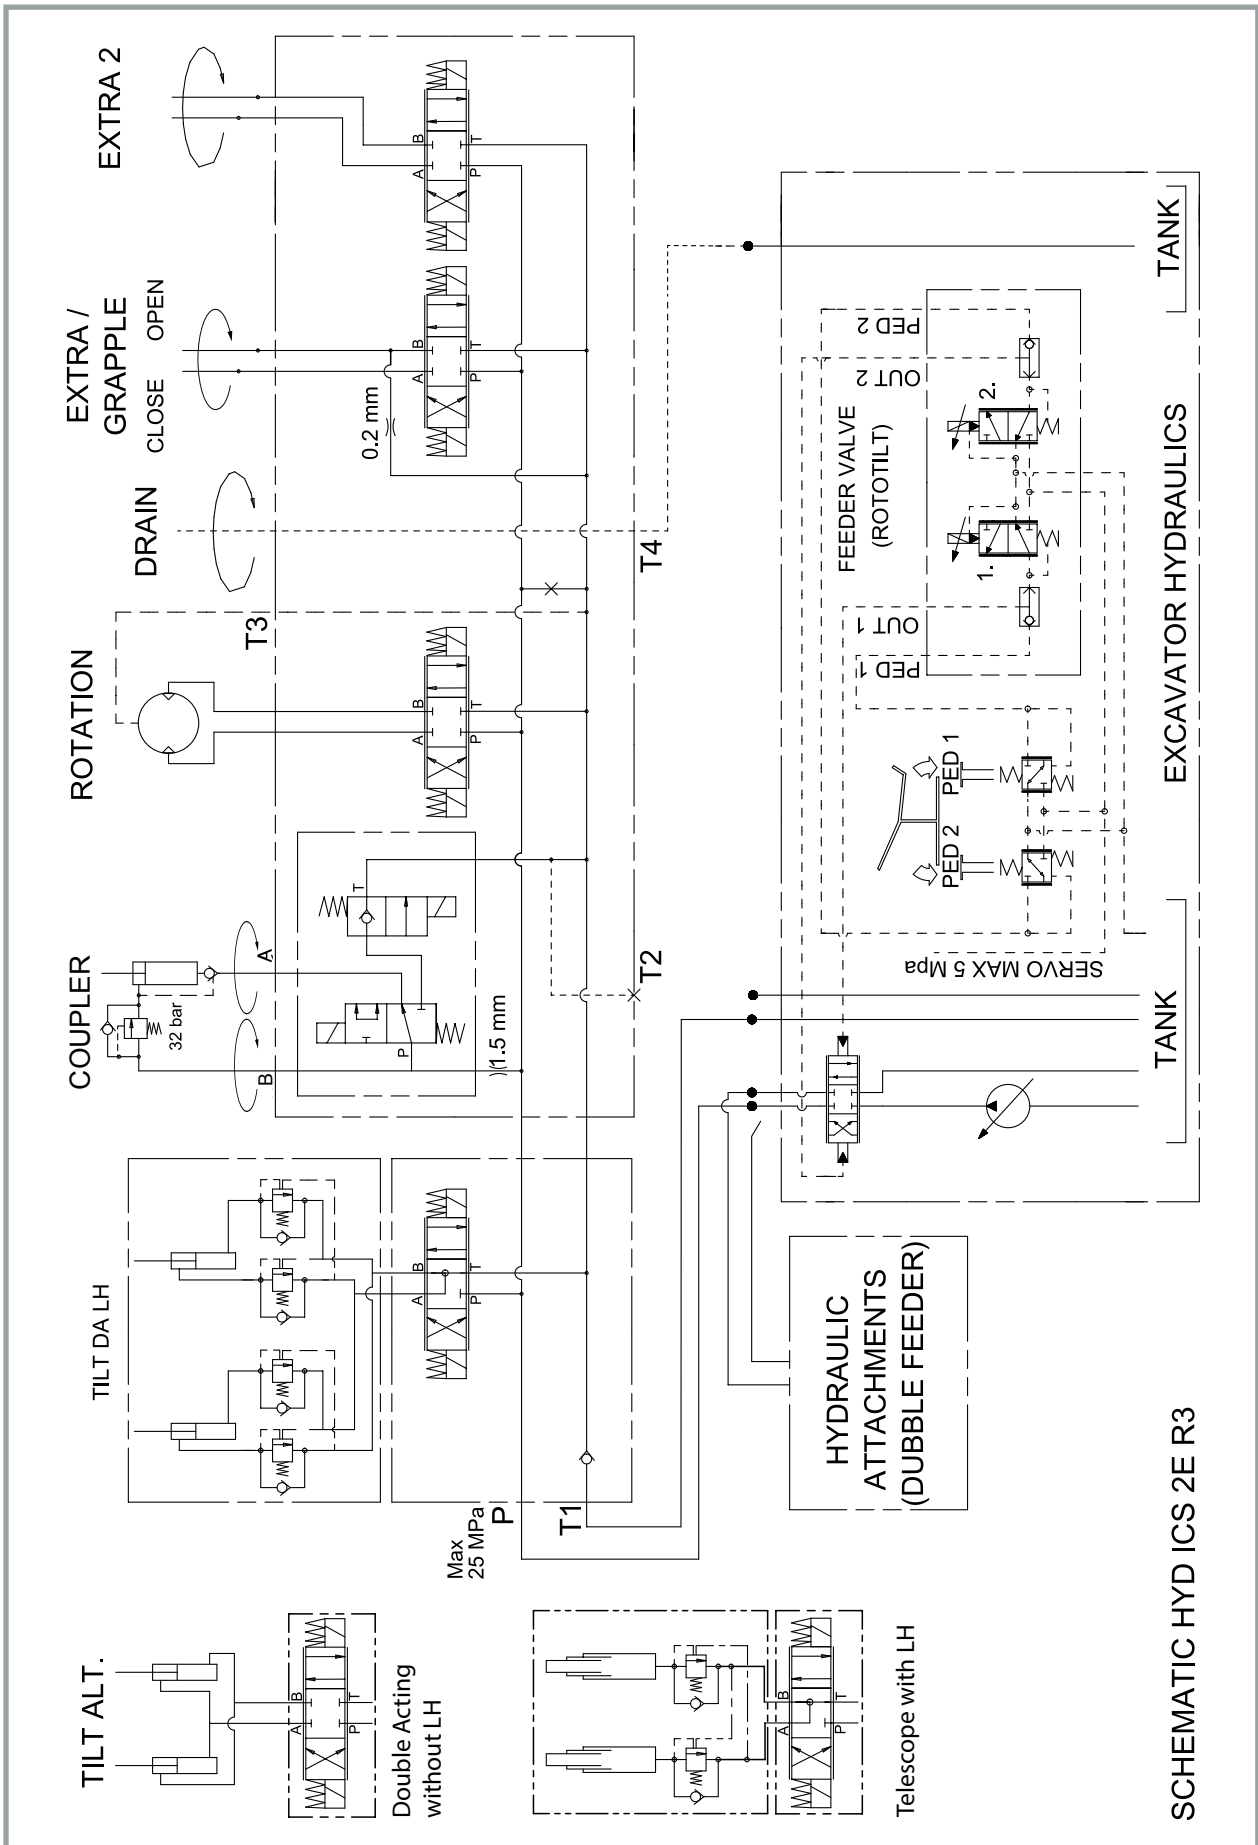 TILT ALT.
A
B
P
T
Double Acting
without LH
A
B
P
T
Telescope with LH
TILT DA LH
A
B
P
T
Max
25 MPa
P
T1
COUPLER
32 bar
B
A
P
T
1.5 mm
T2
ROTATION
A
B
P
T
T3
DRAIN
T4
EXTRA /
GRAPPLE
CLOSE
OPEN
0.2 mm
A
B
P
T
EXTRA 2
A
B
P
T
HYDRAULIC
ATTACHMENTS
(DUBBLE FEEDER)
TANK
SERVO MAX 5 Mpa
PED 2
PED 1
PED 1
OUT 1
FEEDER VALVE
(ROTOTILT)
1.
2.
OUT 2
PED 2
TANK
EXCAVATOR HYDRAULICS
SCHEMATIC HYD ICS 2E R3